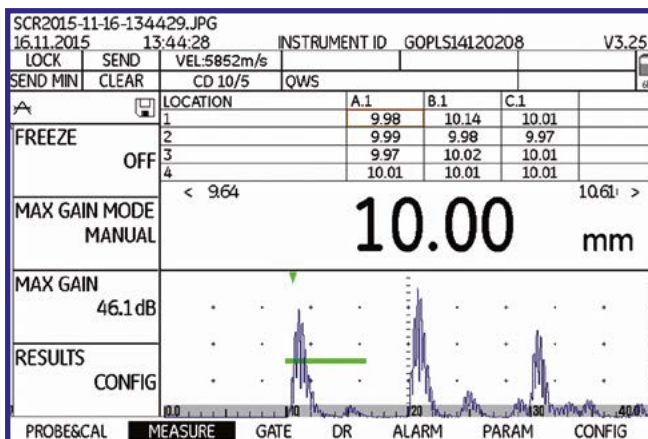 SCR2015-11-16-134429.JPG
16.11.2015 13:44:28 INSTRUMENT ID GOPLS14120208 V3.25
LOCK SEND VEL:5852m/s
SEND MIN CLEAR CD 10/5 QWS
LOCATION A.1 B.1 C.1
1 9.98 10.14 10.01
2 9.99 9.98 9.97
3 9.97 10.02 10.01
4 10.01 10.01 10.01
FREEZE
OFF
< 9.64 10.61 >
MAX GAIN MODE
MANUAL
10.00 mm
MAX GAIN
46.1 dB
RESULTS
CONFIG
0.0 10 20 30 40.0
PROBE&CAL MEASURE GATE DR ALARM PARAM CONFIG